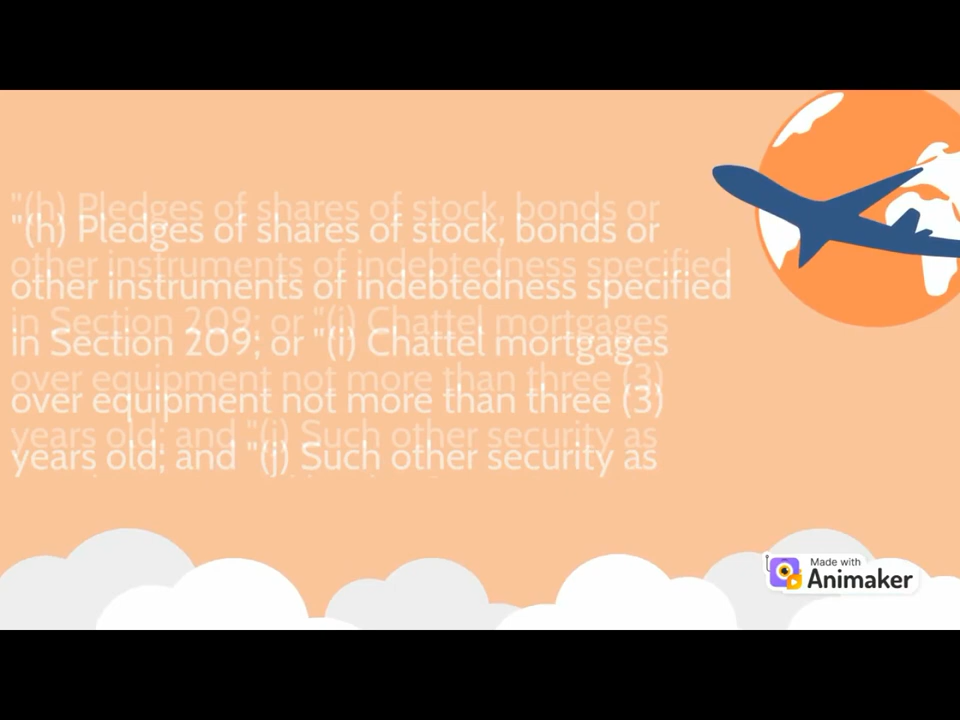 "(h) Pledges of shares of stock, bonds or
other instruments of indebtedness specified
in Section 209; or "(i) Chattel mortgages
over equipment not more than three (3)
years old; and "(j) Such other security as
Made with
Animaker